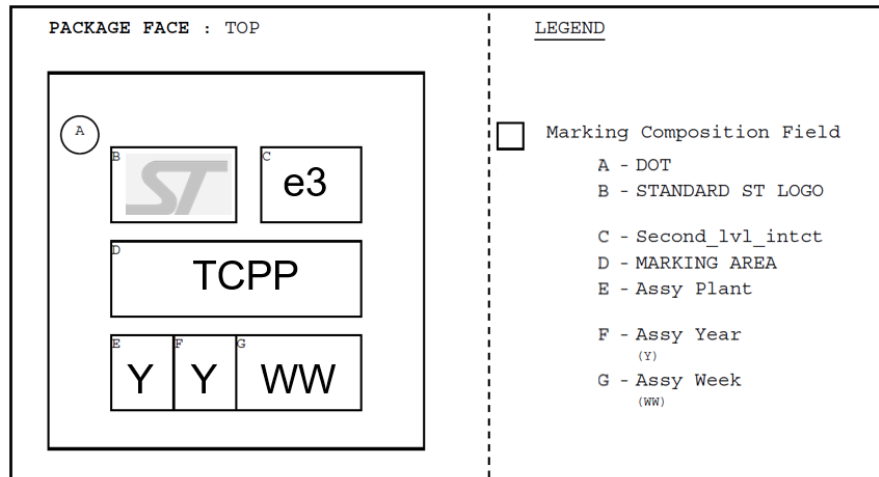 PACKAGE FACE : TOP
A
B ST
C e3
D TCPP
E Y
F Y
G WW
LEGEND
Marking Composition Field
A - DOT
B - STANDARD ST LOGO
C - Second_lvl_intct
D - MARKING AREA
E - Assy Plant
F - Assy Year
(Y)
G - Assy Week
(WW)